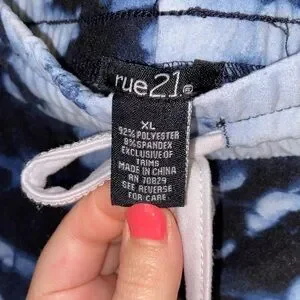 rue21®
XL
92% POLYESTER
8% SPANDEX
EXCLUSIVE OF
TRIMS
MADE IN CHINA
RN 70829
SEE REVERSE
FOR CARE